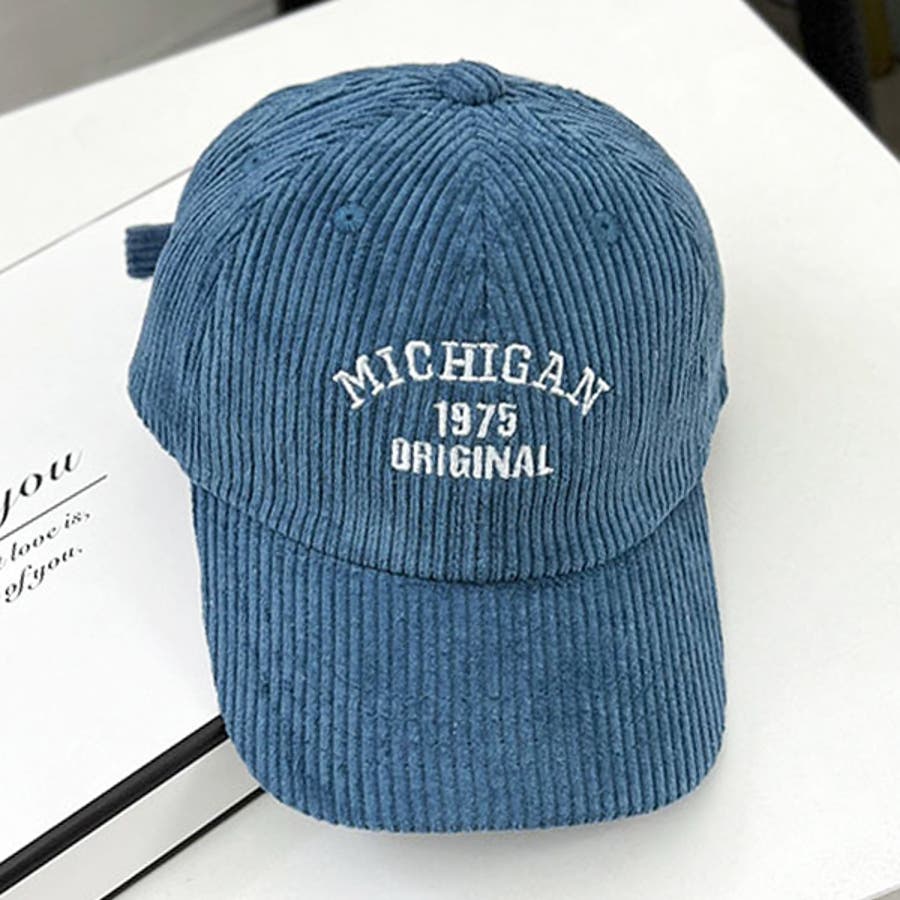 MICHIGAN
1975
ORIGINAL
you
love is,
of you.